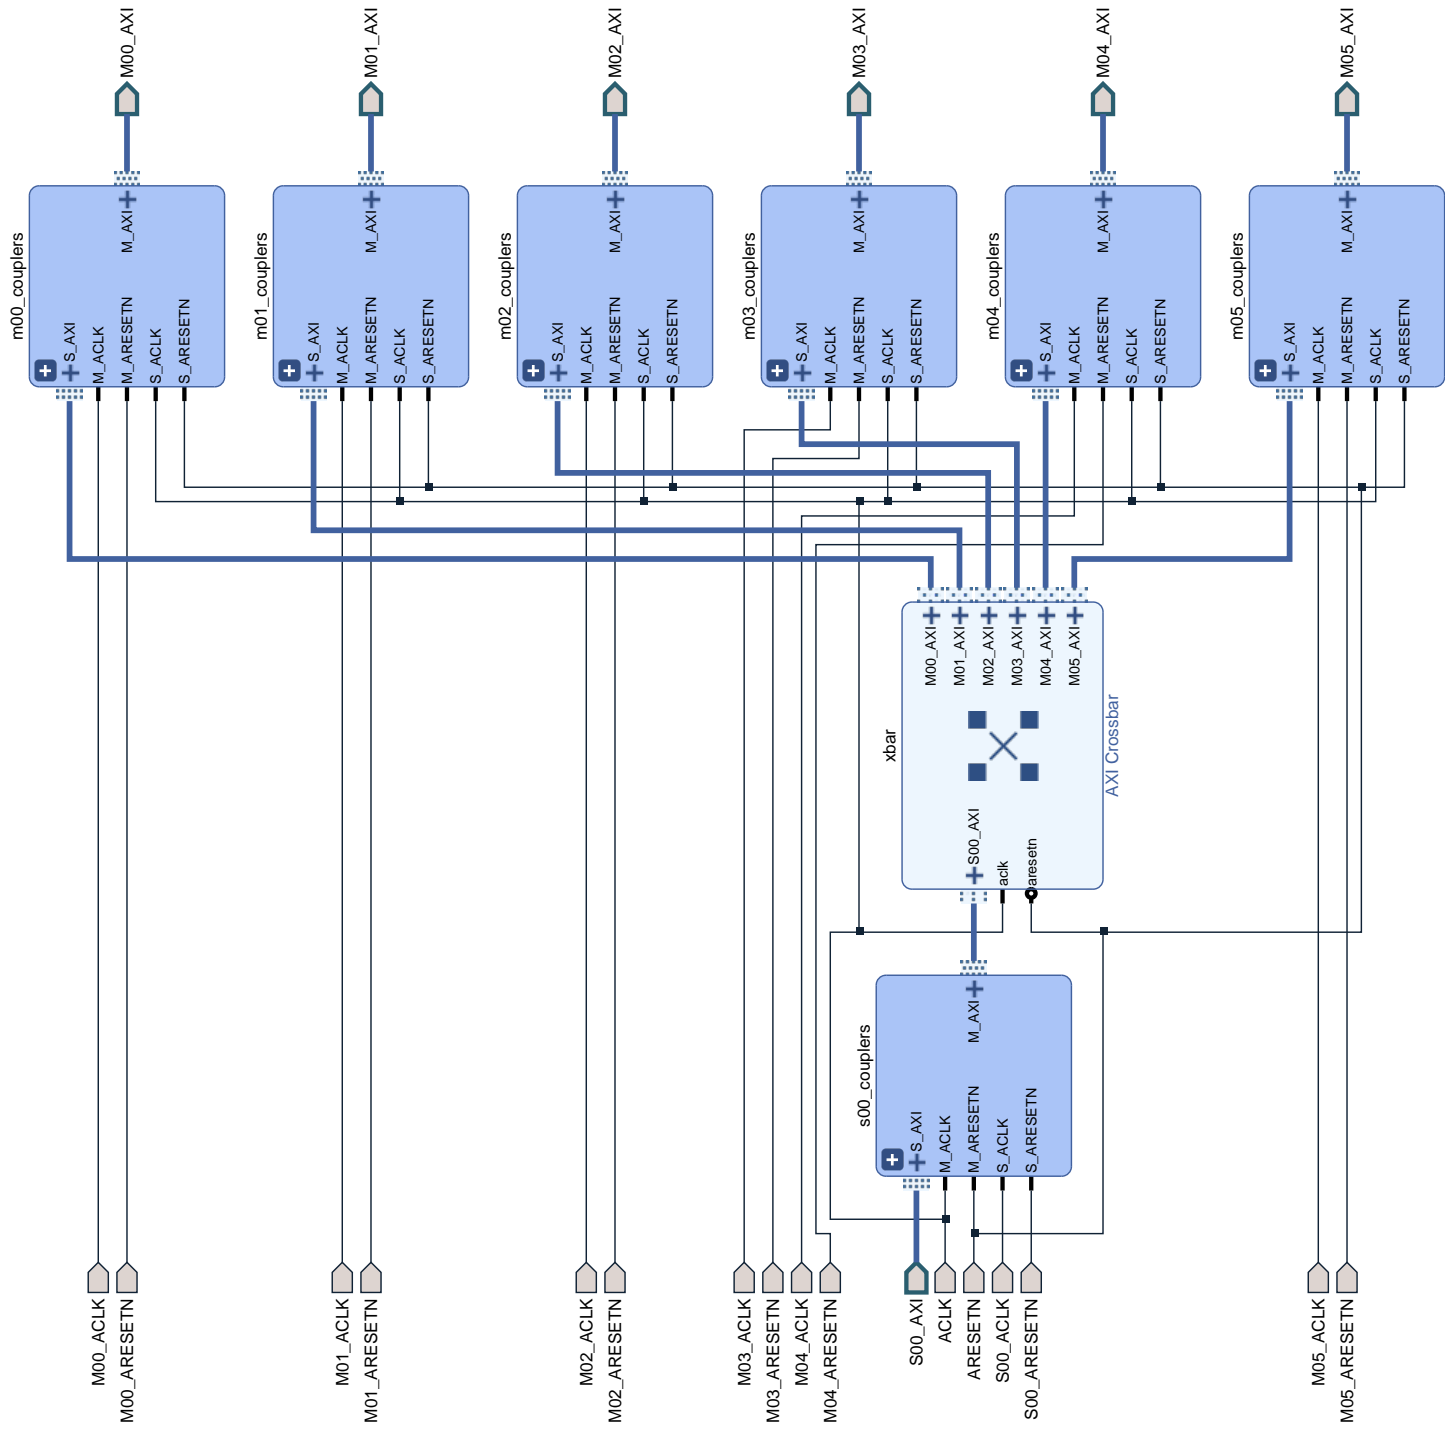 M00_AXI
M01_AXI
M02_AXI
M03_AXI
M04_AXI
M05_AXI
m00_couplers
S_AXI
M_ACLK
M_ARESETN
S_ACLK
S_ARESETN
M_AXI
m01_couplers
S_AXI
M_ACLK
M_ARESETN
S_ACLK
S_ARESETN
M_AXI
m02_couplers
S_AXI
M_ACLK
M_ARESETN
S_ACLK
S_ARESETN
M_AXI
m03_couplers
S_AXI
M_ACLK
M_ARESETN
S_ACLK
S_ARESETN
M_AXI
m04_couplers
S_AXI
M_ACLK
M_ARESETN
S_ACLK
S_ARESETN
M_AXI
m05_couplers
S_AXI
M_ACLK
M_ARESETN
S_ACLK
S_ARESETN
M_AXI
xbar
M00_AXI
M01_AXI
M02_AXI
M03_AXI
M04_AXI
M05_AXI
S00_AXI
aclk
aresetn
AXI Crossbar
s00_couplers
S_AXI
M_ACLK
M_ARESETN
S_ACLK
S_ARESETN
M_AXI
M00_ACLK
M00_ARESETN
M01_ACLK
M01_ARESETN
M02_ACLK
M02_ARESETN
M03_ACLK
M03_ARESETN
M04_ACLK
M04_ARESETN
S00_AXI
ACLK
ARESETN
S00_ACLK
S00_ARESETN
M05_ACLK
M05_ARESETN